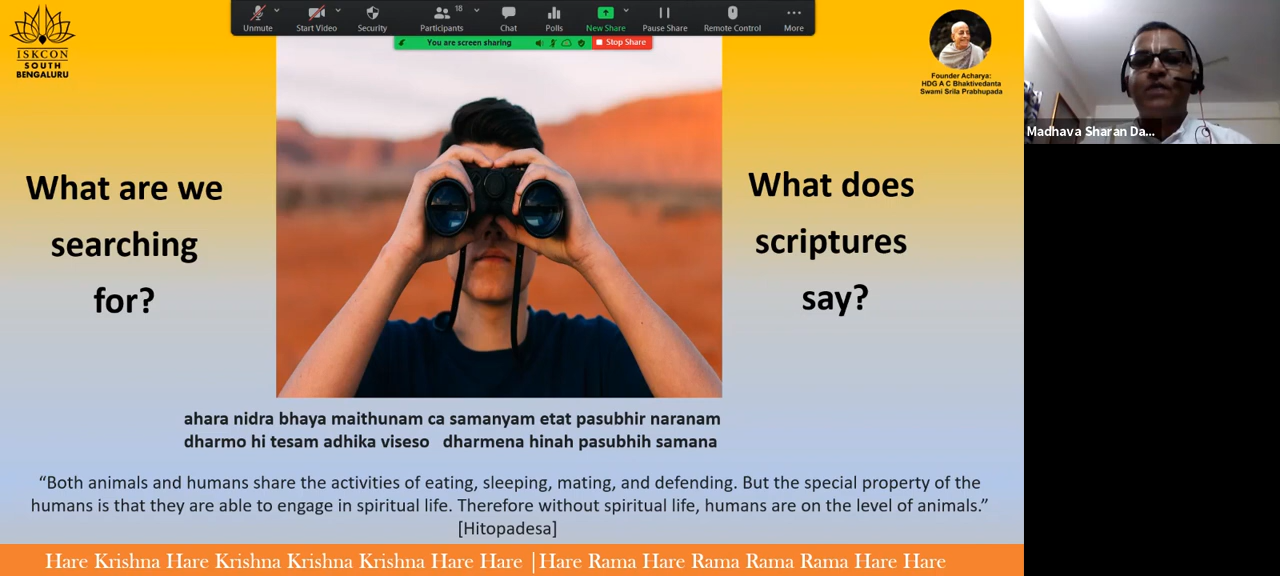 18
Unmute
Start Video
Security
Participants
Chat
Polls
New Share
Pause Share
Remote Control
More
You are screen sharing
Stop Share
ISKCON
SOUTH
BENGALURU
Founder Acharya:
HDG A C Bhaktivedanta
Swami Srila Prabhupada
Madhava Sharan Da...
What are we
searching
for?
What does
scriptures
say?
ahara nidra bhaya maithunam ca samanyam etat pasubhir naranam
dharmo hi tesam adhika viseso dharmena hinah pasubhih samana
“Both animals and humans share the activities of eating, sleeping, mating, and defending. But the special property of the
humans is that they are able to engage in spiritual life. Therefore without spiritual life, humans are on the level of animals.”
[Hitopadesa]
Hare Krishna Hare Krishna Krishna Krishna Hare Hare |Hare Rama Hare Rama Rama Rama Hare Hare